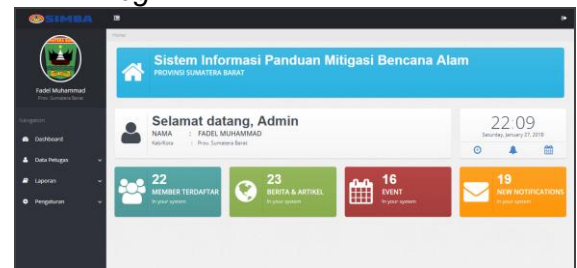 SIMBA
Fadel Muhammad
Prov. Sumatera Barat
Navigation
Dashboard
Data Petugas
Laporan
Pengaturan
Home
Sistem Informasi Panduan Mitigasi Bencana Alam
PROVINSI SUMATERA BARAT
Selamat datang, Admin
NAMA : FADEL MUHAMMAD
Kab/Kota : Prov. Sumatera Barat
22:09
Saturday, January 27, 2018
22
MEMBER TERDAFTAR
In your system
23
BERITA & ARTIKEL
In your system
16
EVENT
In your system
19
NEW NOTIFICATIONS
In your system